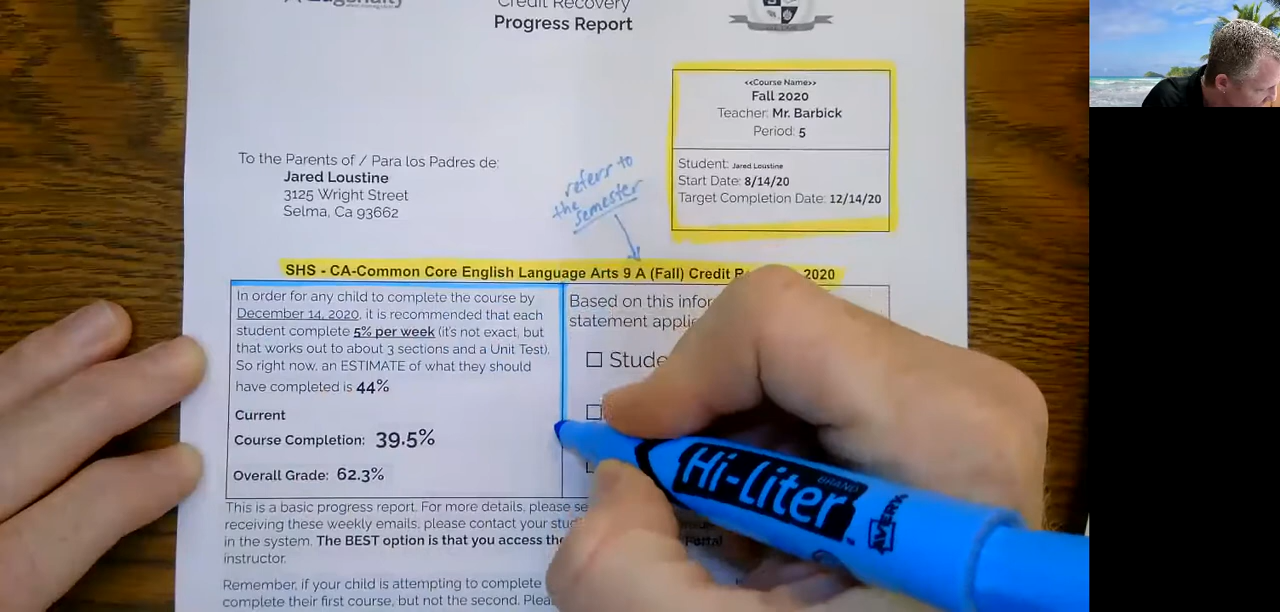 Credit Recovery
Progress Report
<<Course Name>>
Fall 2020
Teacher: Mr. Barbick
Period: 5
Student: Jared Loustine
Start Date: 8/14/20
Target Completion Date: 12/14/20
To the Parents of / Para los Padres de:
Jared Loustine
3125 Wright Street
Selma, Ca 93662
refers to
the semester
SHS - CA-Common Core English Language Arts 9 A (Fall) Credit 2020
In order for any child to complete the course by
December 14, 2020, it is recommended that each
student complete 5% per week (it's not exact, but
that works out to about 3 sections and a Unit Test).
So right now, an ESTIMATE of what they should
have completed is 44%
Current
Course Completion: 39.5%
Overall Grade: 62.3%
Based on this
statement
This is a basic progress report. For more details, please
receiving these weekly emails, please contact your
in the system. The BEST option is that you access
instructor.
Remember, if your child is attempting to complete
complete their first course, but not the second.
Hi-Liter
BRAND
AVERY